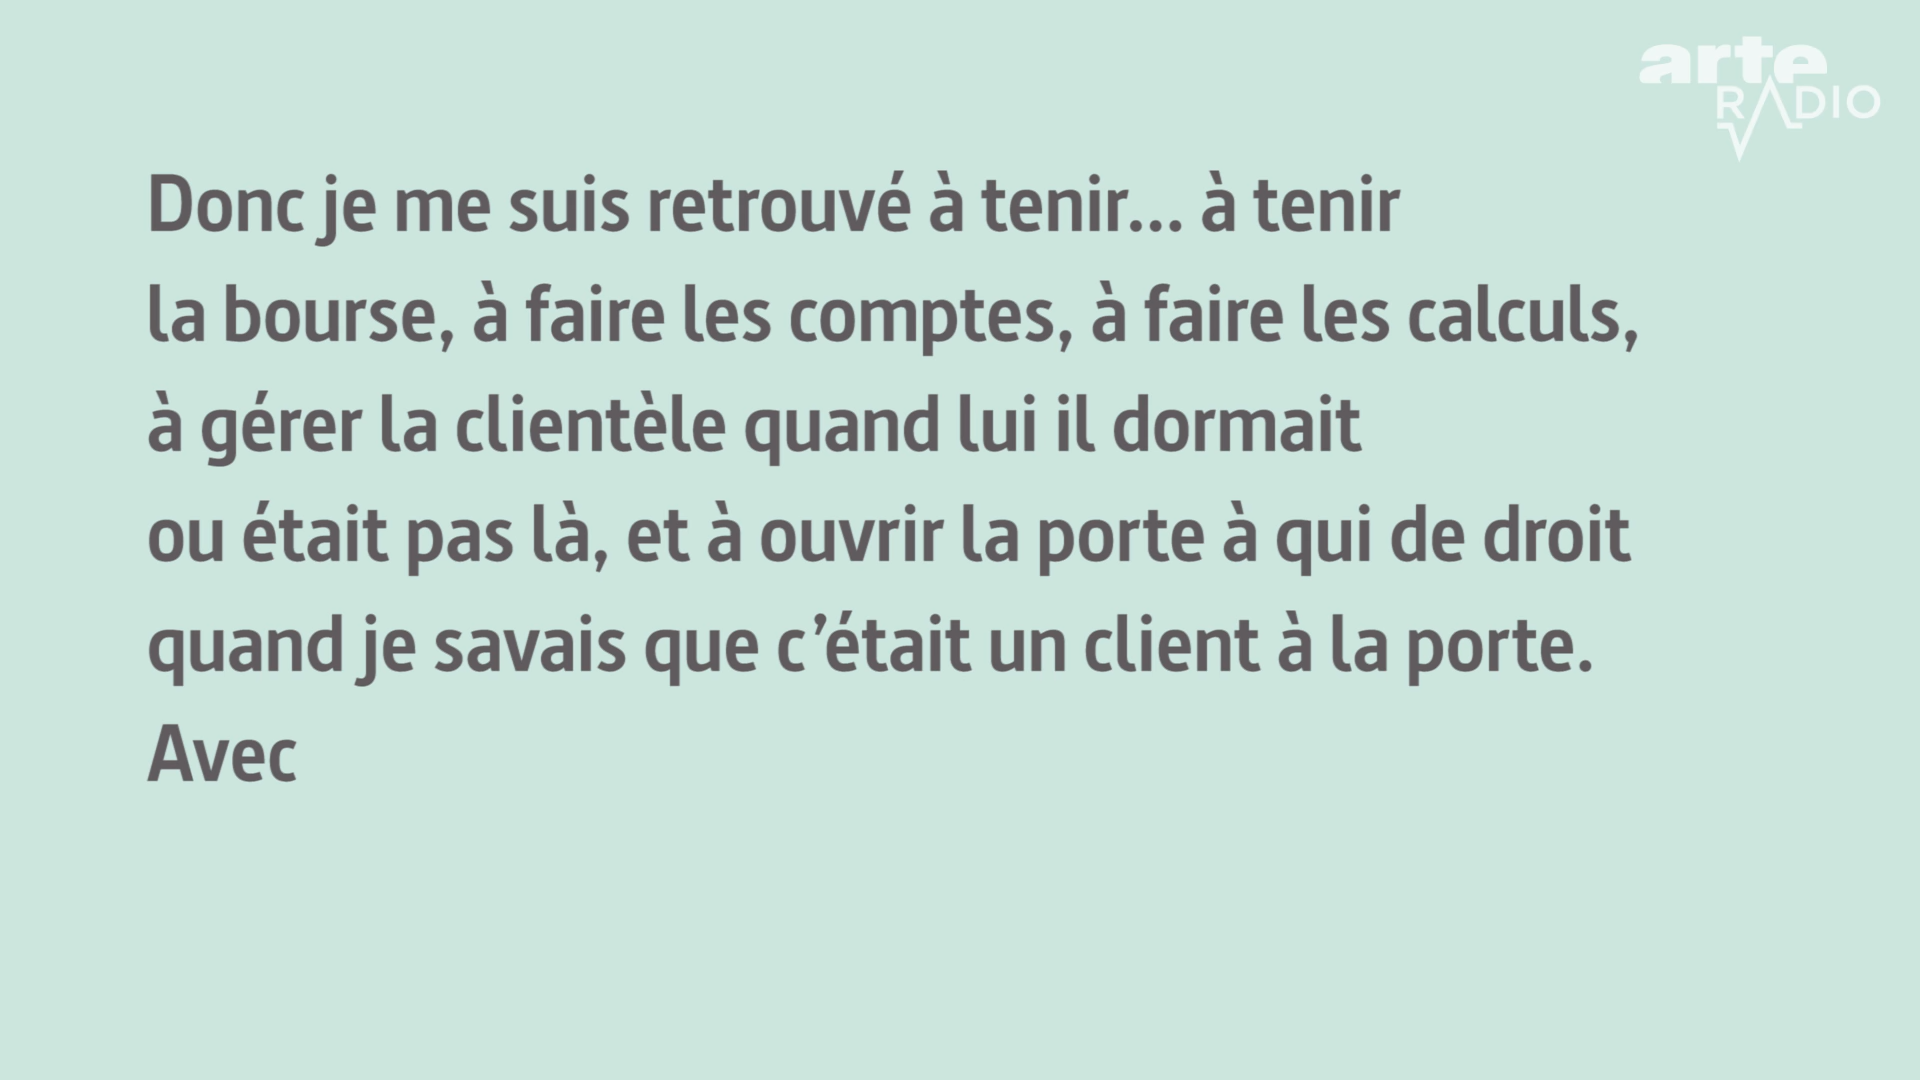 arte
RADIO
Donc je me suis retrouvé à tenir... à tenir
la bourse, à faire les comptes, à faire les calculs,
à gérer la clientèle quand lui il dormait
ou était pas là, et à ouvrir la porte à qui de droit
quand je savais que c’était un client à la porte.
Avec